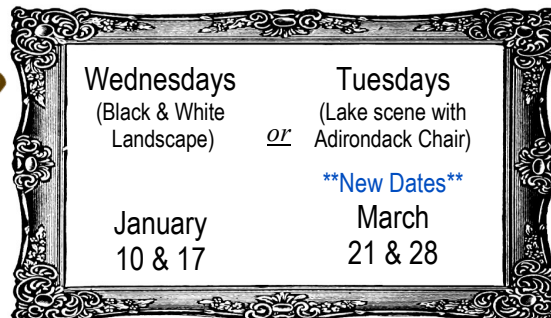 Wednesdays
(Black & White
Landscape)
January
10 & 17
or
Tuesdays
(Lake scene with
Adirondack Chair)
**New Dates**
March
21 & 28